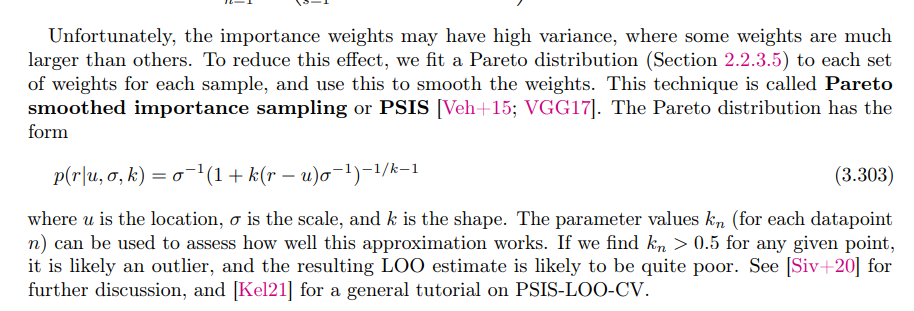 Unfortunately, the importance weights may have high variance, where some weights are much
larger than others. To reduce this effect, we fit a Pareto distribution (Section 2.2.3.5) to each set
of weights for each sample, and use this to smooth the weights. This technique is called Pareto
smoothed importance sampling or PSIS [Veh+15; VGG17]. The Pareto distribution has the
form
p(r|u, σ, k) = σ⁻¹(1 + k(r − u)σ⁻¹)⁻¹/ᵏ⁻¹ (3.303)
where u is the location, σ is the scale, and k is the shape. The parameter values kₙ (for each datapoint
n) can be used to assess how well this approximation works. If we find kₙ > 0.5 for any given point,
it is likely an outlier, and the resulting LOO estimate is likely to be quite poor. See [Siv+20] for
further discussion, and [Kel21] for a general tutorial on PSIS-LOO-CV.